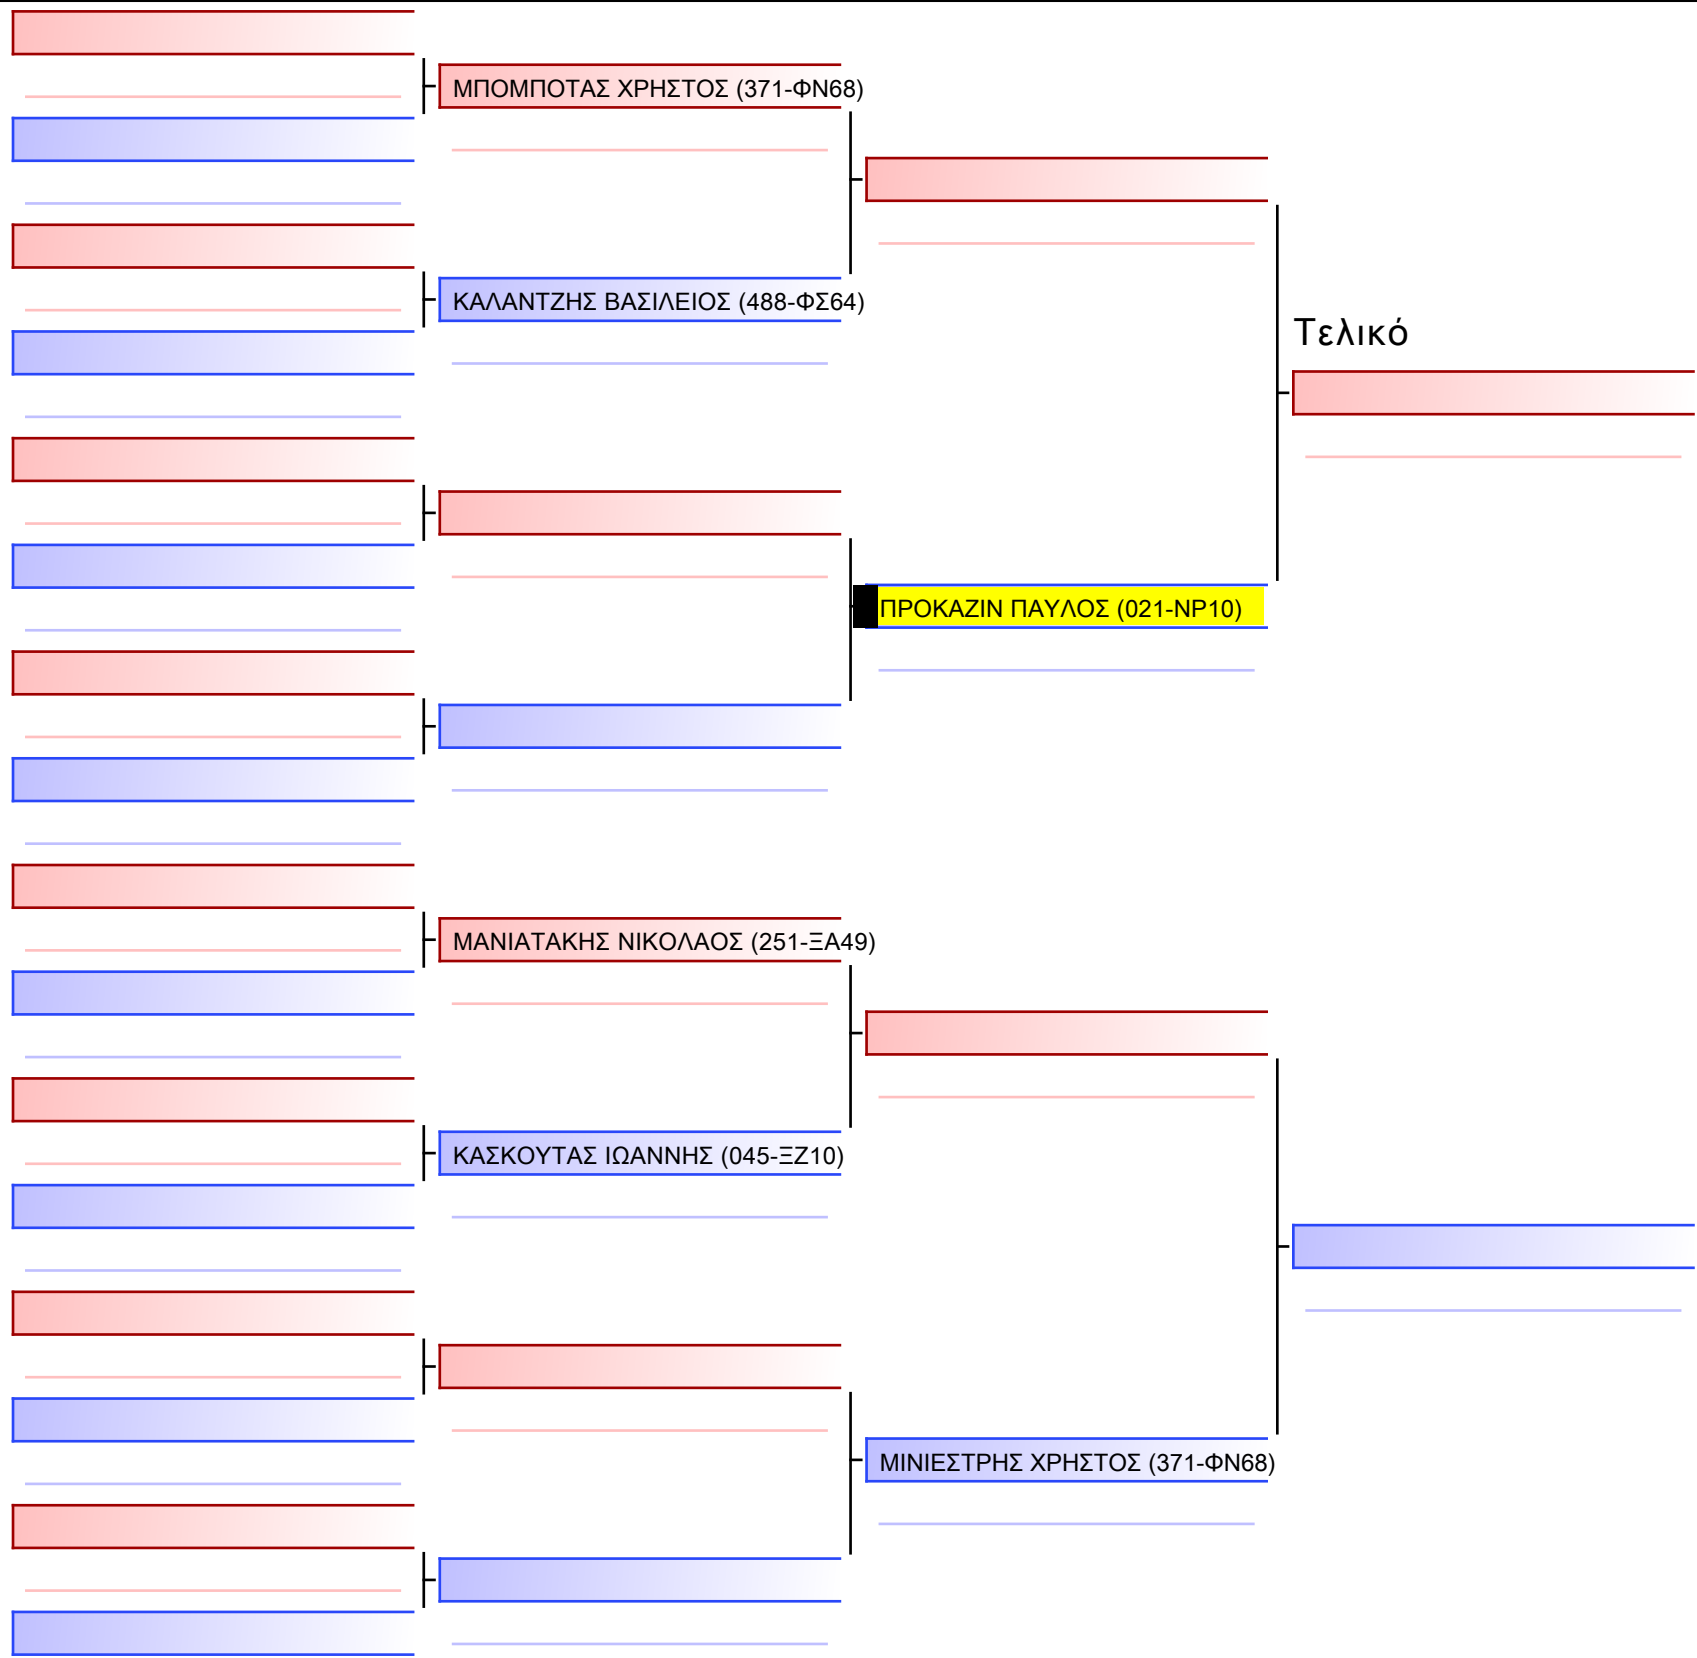 ΜΠΟΜΠΟΤΑΣ ΧΡΗΣΤΟΣ (371-ΦΝ68)
ΚΑΛΑΝΤΖΗΣ ΒΑΣΙΛΕΙΟΣ (488-ΦΣ64)
Τελικό
ΠΡΟΚΑΖΙΝ ΠΑΥΛΟΣ (021-ΝΡ10)
ΜΑΝΙΑΤΑΚΗΣ ΝΙΚΟΛΑΟΣ (251-ΞΑ49)
ΚΑΣΚΟΥΤΑΣ ΙΩΑΝΝΗΣ (045-ΞΖ10)
ΜΙΝΙΕΣΤΡΗΣ ΧΡΗΣΤΟΣ (371-ΦΝ68)